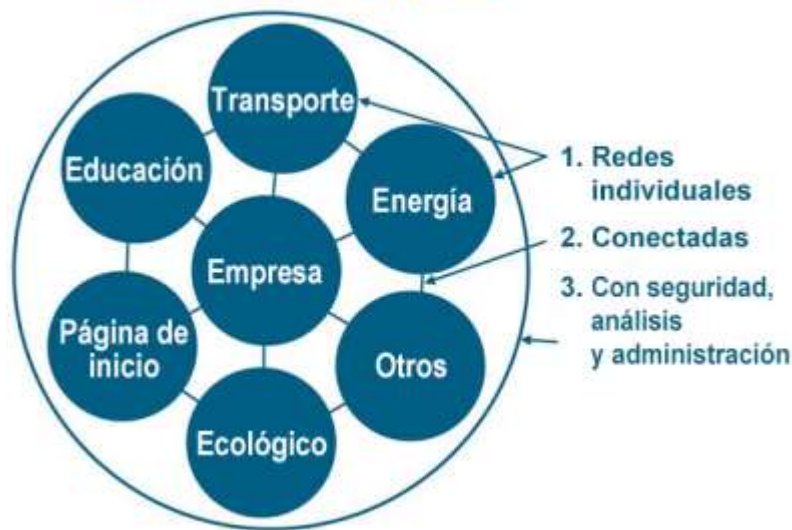 Transporte
Educación
Energía
Empresa
Página de
inicio
Otros
Ecológico
1. Redes
individuales
2. Conectadas
3. Con seguridad,
análisis
y administración